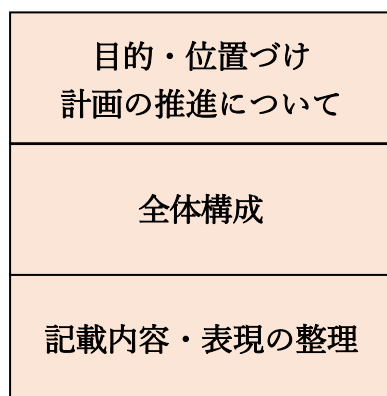 目的・位置づけ
計画の推進について
全体構成
記載内容・表現の整理